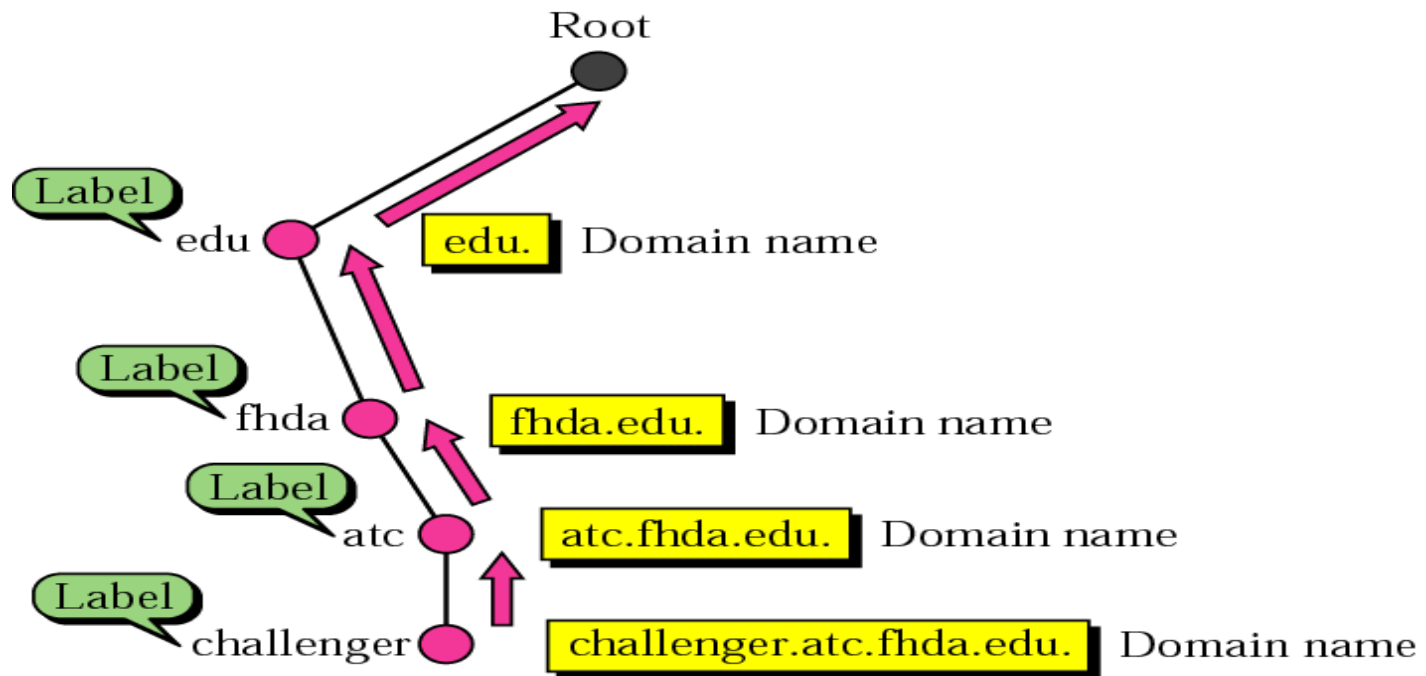 Root
Label
edu edu. Domain name
Label
fhda fhda.edu. Domain name
Label
atc atc.fhda.edu. Domain name
Label
challenger challenger.atc.fhda.edu. Domain name